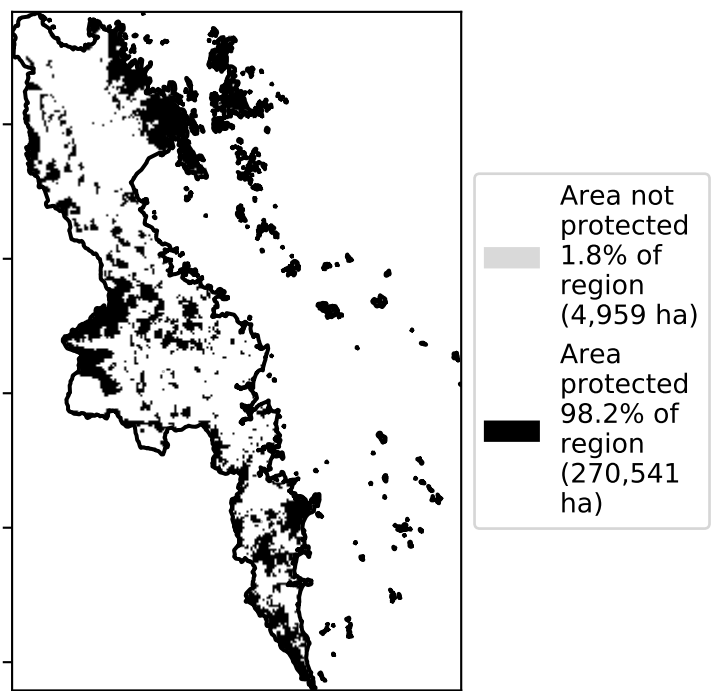 Area not
protected
1.8% of
region
(4,959 ha)
Area
protected
98.2% of
region
(270,541
ha)